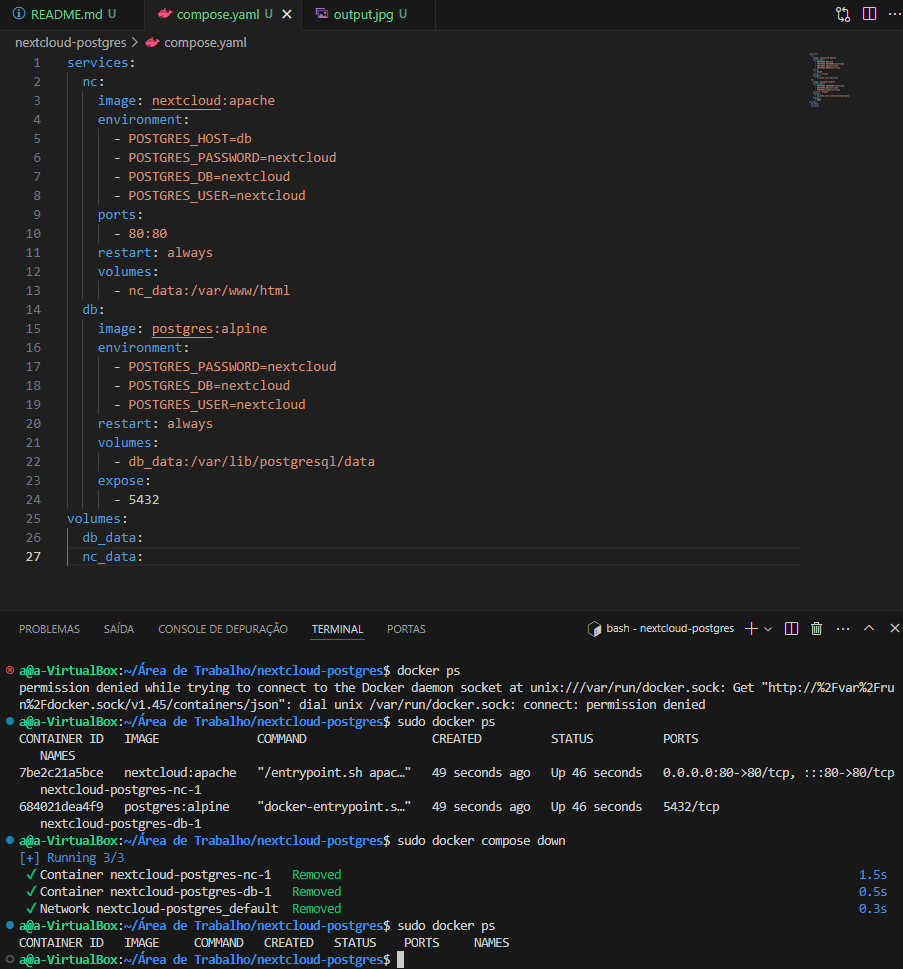 README.md U compose.yaml U output.jpg U
nextcloud-postgres > compose.yaml
1 services:
2 nc:
3 image: nextcloud:apache
4 environment:
5 - POSTGRES_HOST=db
6 - POSTGRES_PASSWORD=nextcloud
7 - POSTGRES_DB=nextcloud
8 - POSTGRES_USER=nextcloud
9 ports:
10 - 80:80
11 restart: always
12 volumes:
13 - nc_data:/var/www/html
14 db:
15 image: postgres:alpine
16 environment:
17 - POSTGRES_PASSWORD=nextcloud
18 - POSTGRES_DB=nextcloud
19 - POSTGRES_USER=nextcloud
20 restart: always
21 volumes:
22 - db_data:/var/lib/postgresql/data
23 expose:
24 - 5432
25 volumes:
26 db_data:
27 nc_data:
PROBLEMAS SAÍDA CONSOLE DE DEPURAÇÃO TERMINAL PORTAS bash - nextcloud-postgres
a@a-VirtualBox:~/Área de Trabalho/nextcloud-postgres$ docker ps
permission denied while trying to connect to the Docker daemon socket at unix:///var/run/docker.sock: Get "http://%2Fvar%2Fru
n%2Fdocker.sock/v1.45/containers/json": dial unix /var/run/docker.sock: connect: permission denied
a@a-VirtualBox:~/Área de Trabalho/nextcloud-postgres$ sudo docker ps
CONTAINER ID IMAGE COMMAND CREATED STATUS PORTS
NAMES
7be2c21a5bce nextcloud:apache "/entrypoint.sh apac…" 49 seconds ago Up 46 seconds 0.0.0.0:80->80/tcp, :::80->80/tcp
nextcloud-postgres-nc-1
684021dea4f9 postgres:alpine "docker-entrypoint.s…" 49 seconds ago Up 46 seconds 5432/tcp
nextcloud-postgres-db-1
a@a-VirtualBox:~/Área de Trabalho/nextcloud-postgres$ sudo docker compose down
[+] Running 3/3
✓ Container nextcloud-postgres-nc-1 Removed 1.5s
✓ Container nextcloud-postgres-db-1 Removed 0.5s
✓ Network nextcloud-postgres_default Removed 0.3s
a@a-VirtualBox:~/Área de Trabalho/nextcloud-postgres$ sudo docker ps
CONTAINER ID IMAGE COMMAND CREATED STATUS PORTS NAMES
a@a-VirtualBox:~/Área de Trabalho/nextcloud-postgres$